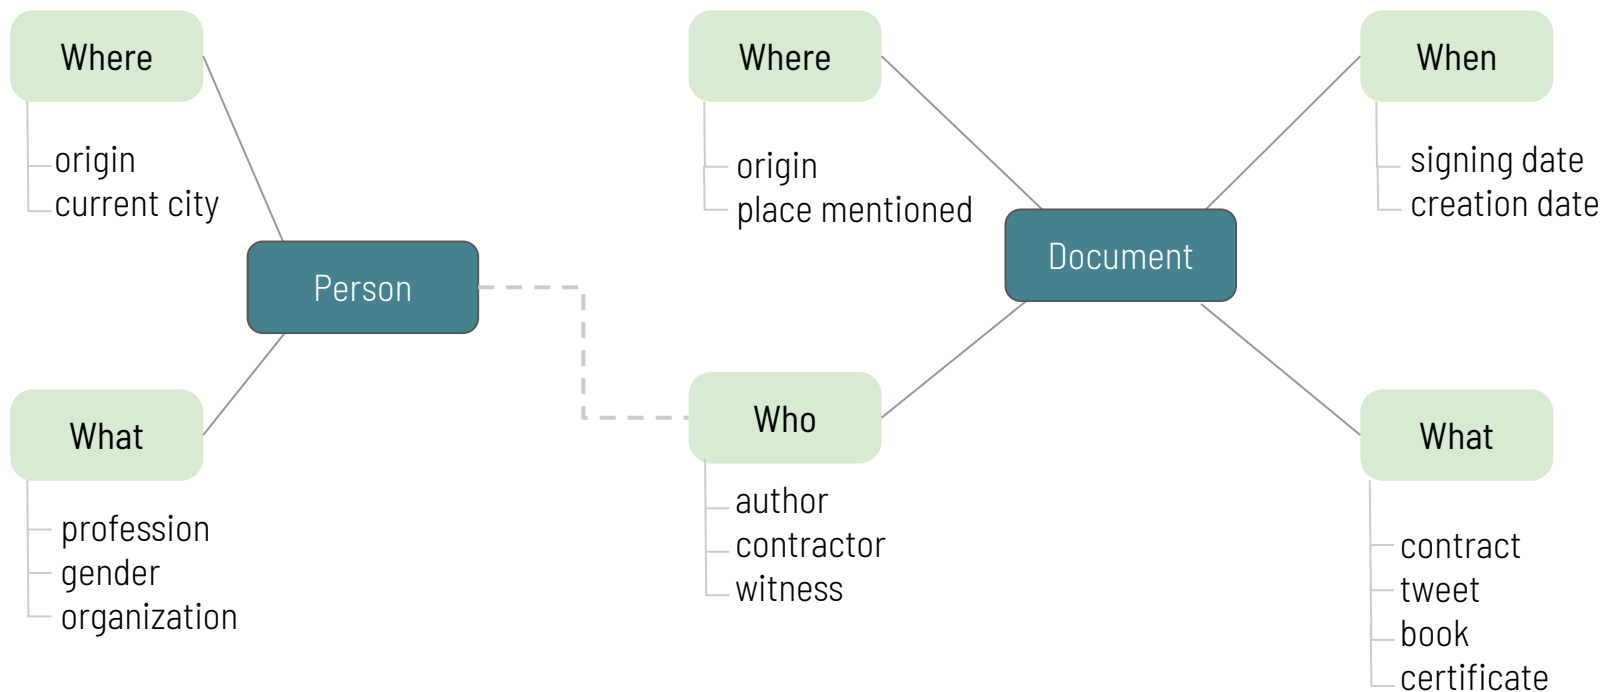 Where
origin
current city
Person
What
profession
gender
organization
Where
origin
place mentioned
When
signing date
creation date
Document
Who
author
contractor
witness
What
contract
tweet
book
certificate